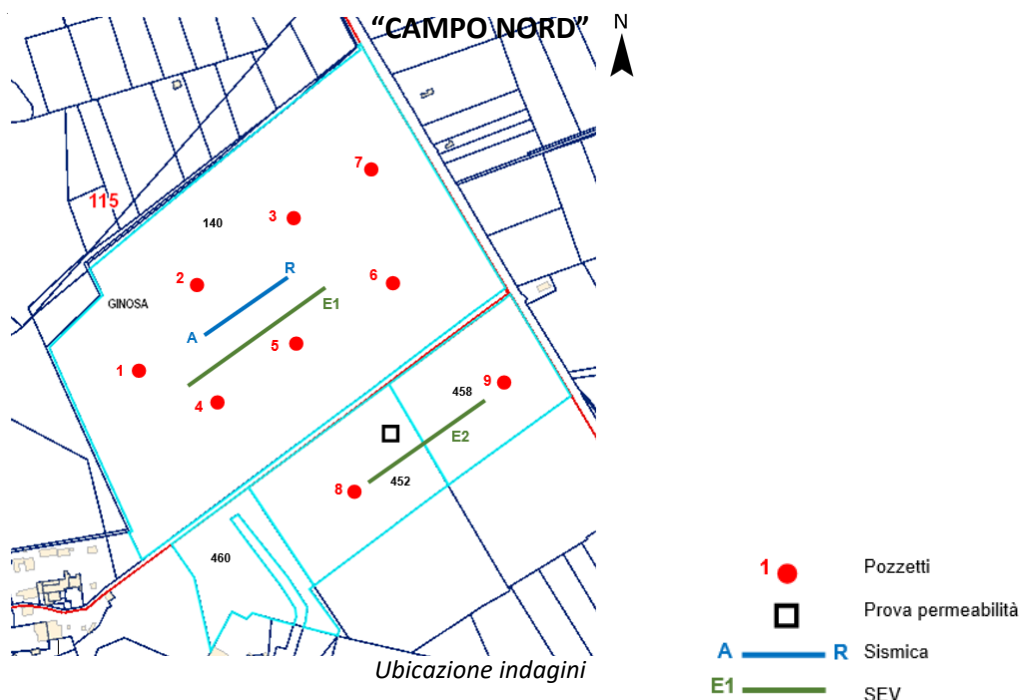 “CAMPO NORD”
N
7
115
140
3
R
2
6
GINOSA
E1
A
5
1
9
458
4
E2
8
452
460
1 Pozzetti
Prova permeabilità
A R Sismica
E1 SEV
Ubicazione indagini